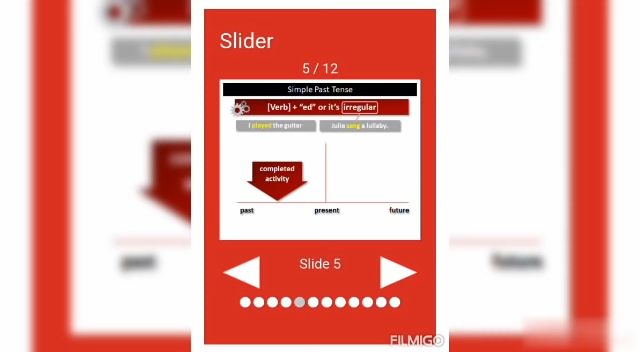 Slider
5 / 12
Simple Past Tense
[Verb] + "ed" or it's irregular
I played the guitar
Julie sang a lullaby.
completed
activity
past present future
Slide 5
FILMIGO